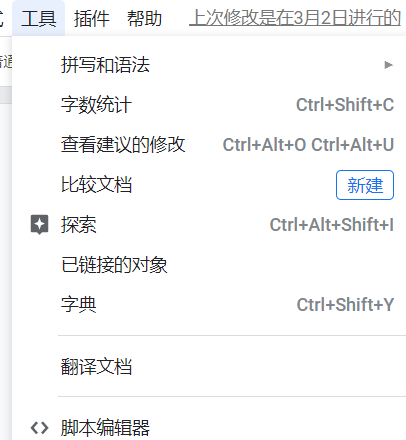 工具 插件 帮助 上次修改是在3月2日进行的
拼写和语法
字数统计 Ctrl+Shift+C
查看建议的修改 Ctrl+Alt+O Ctrl+Alt+U
比较文档 新建
探索 Ctrl+Alt+Shift+I
已链接的对象
字典 Ctrl+Shift+Y
翻译文档
脚本编辑器